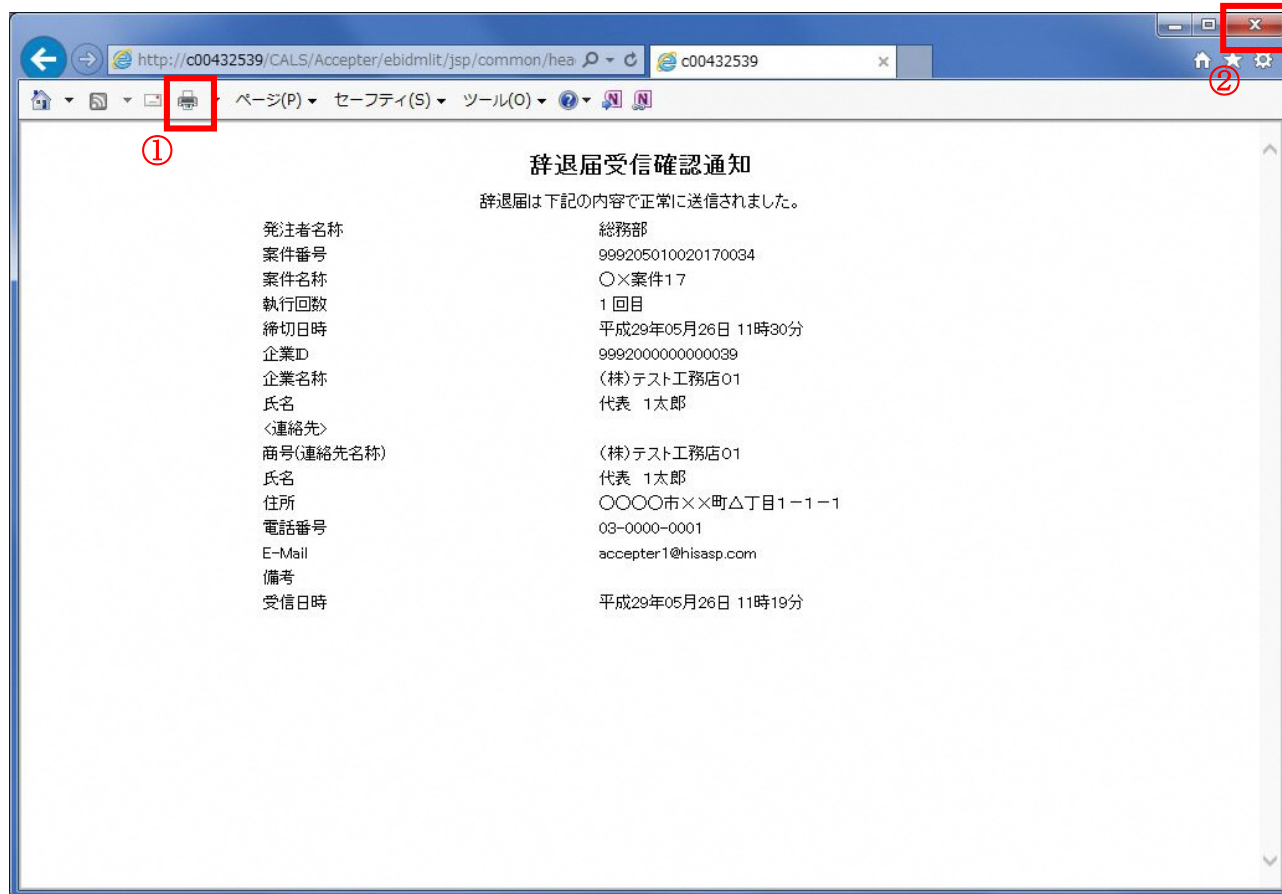 ②
http://c00432539/CALS/Accepter/ebidmlit/jsp/common/hea c00432539
ページ(P) セーフティ(S) ツール(O)
①
辞退届受信確認通知
辞退届は下記の内容で正常に送信されました。
発注者名称 総務部
案件番号 999205010020170034
案件名称 ○×案件17
執行回数 1回目
締切日時 平成29年05月26日 11時30分
企業ID 9992000000000039
企業名称 (株)テスト工務店01
氏名 代表 1太郎
<連絡先>
商号(連絡先名称) (株)テスト工務店01
氏名 代表 1太郎
住所 ○○○○市××町△丁目1-1-1
電話番号 03-0000-0001
E-Mail accepter1@hisasp.com
備考
受信日時 平成29年05月26日 11時19分